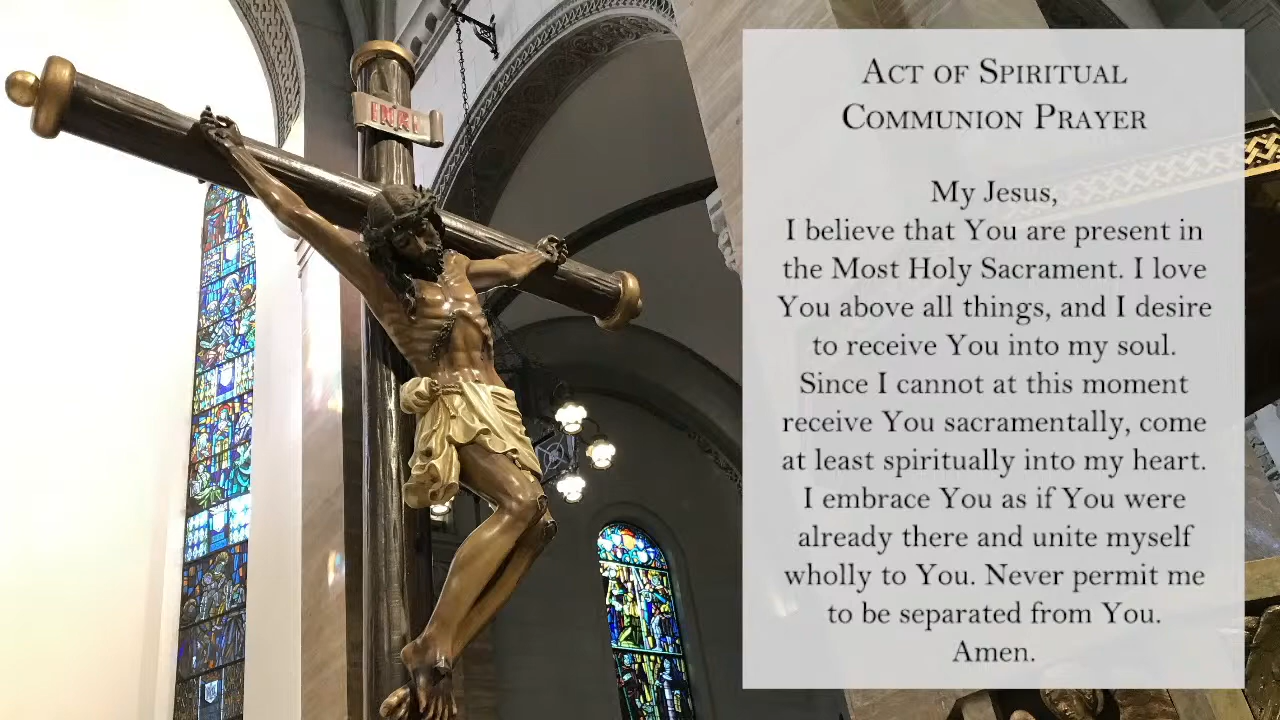 INRI
ACT OF SPIRITUAL
COMMUNION PRAYER
My Jesus,
I believe that You are present in
the Most Holy Sacrament. I love
You above all things, and I desire
to receive You into my soul.
Since I cannot at this moment
receive You sacramentally, come
at least spiritually into my heart.
I embrace You as if You were
already there and unite myself
wholly to You. Never permit me
to be separated from You.
Amen.